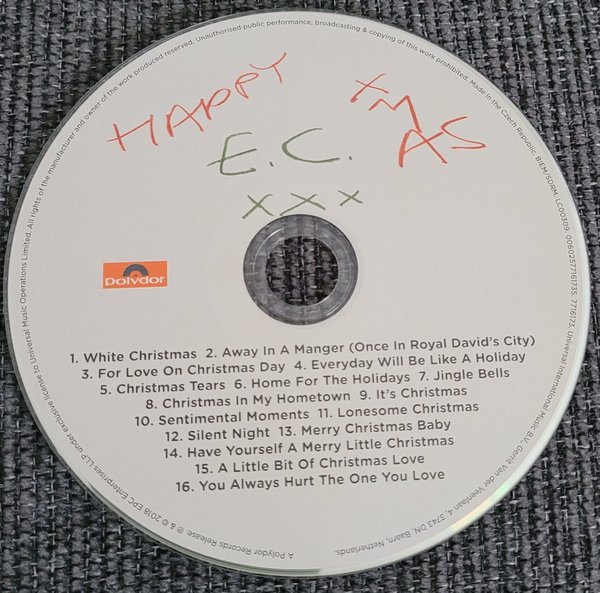 HAPPY XMAS
E.C.
xxx
polydor
1. White Christmas 2. Away In A Manger (Once In Royal David's City)
3. For Love On Christmas Day 4. Everyday Will Be Like A Holiday
5. Christmas Tears 6. Home For The Holidays 7. Jingle Bells
8. Christmas In My Hometown 9. It's Christmas
10. Sentimental Moments 11. Lonesome Christmas
12. Silent Night 13. Merry Christmas Baby
14. Have Yourself A Merry Little Christmas
15. A Little Bit Of Christmas Love
16. You Always Hurt The One You Love
A Polydor Records Release. ℗ & © 2018 EPC Enterprises LLP under exclusive license to Universal Music Operations Limited. All rights of the manufacturer and owner of the work produced reserved. Unauthorised public performance, broadcasting & copying of this work prohibited. Made in the Czech Republic. BIEM/SDRM. LC00309. 00602577161735. 7716173. Universal International Music BV, Gerrit Van der Veenlaan 4, 3743 DN, Baarn, Netherlands.